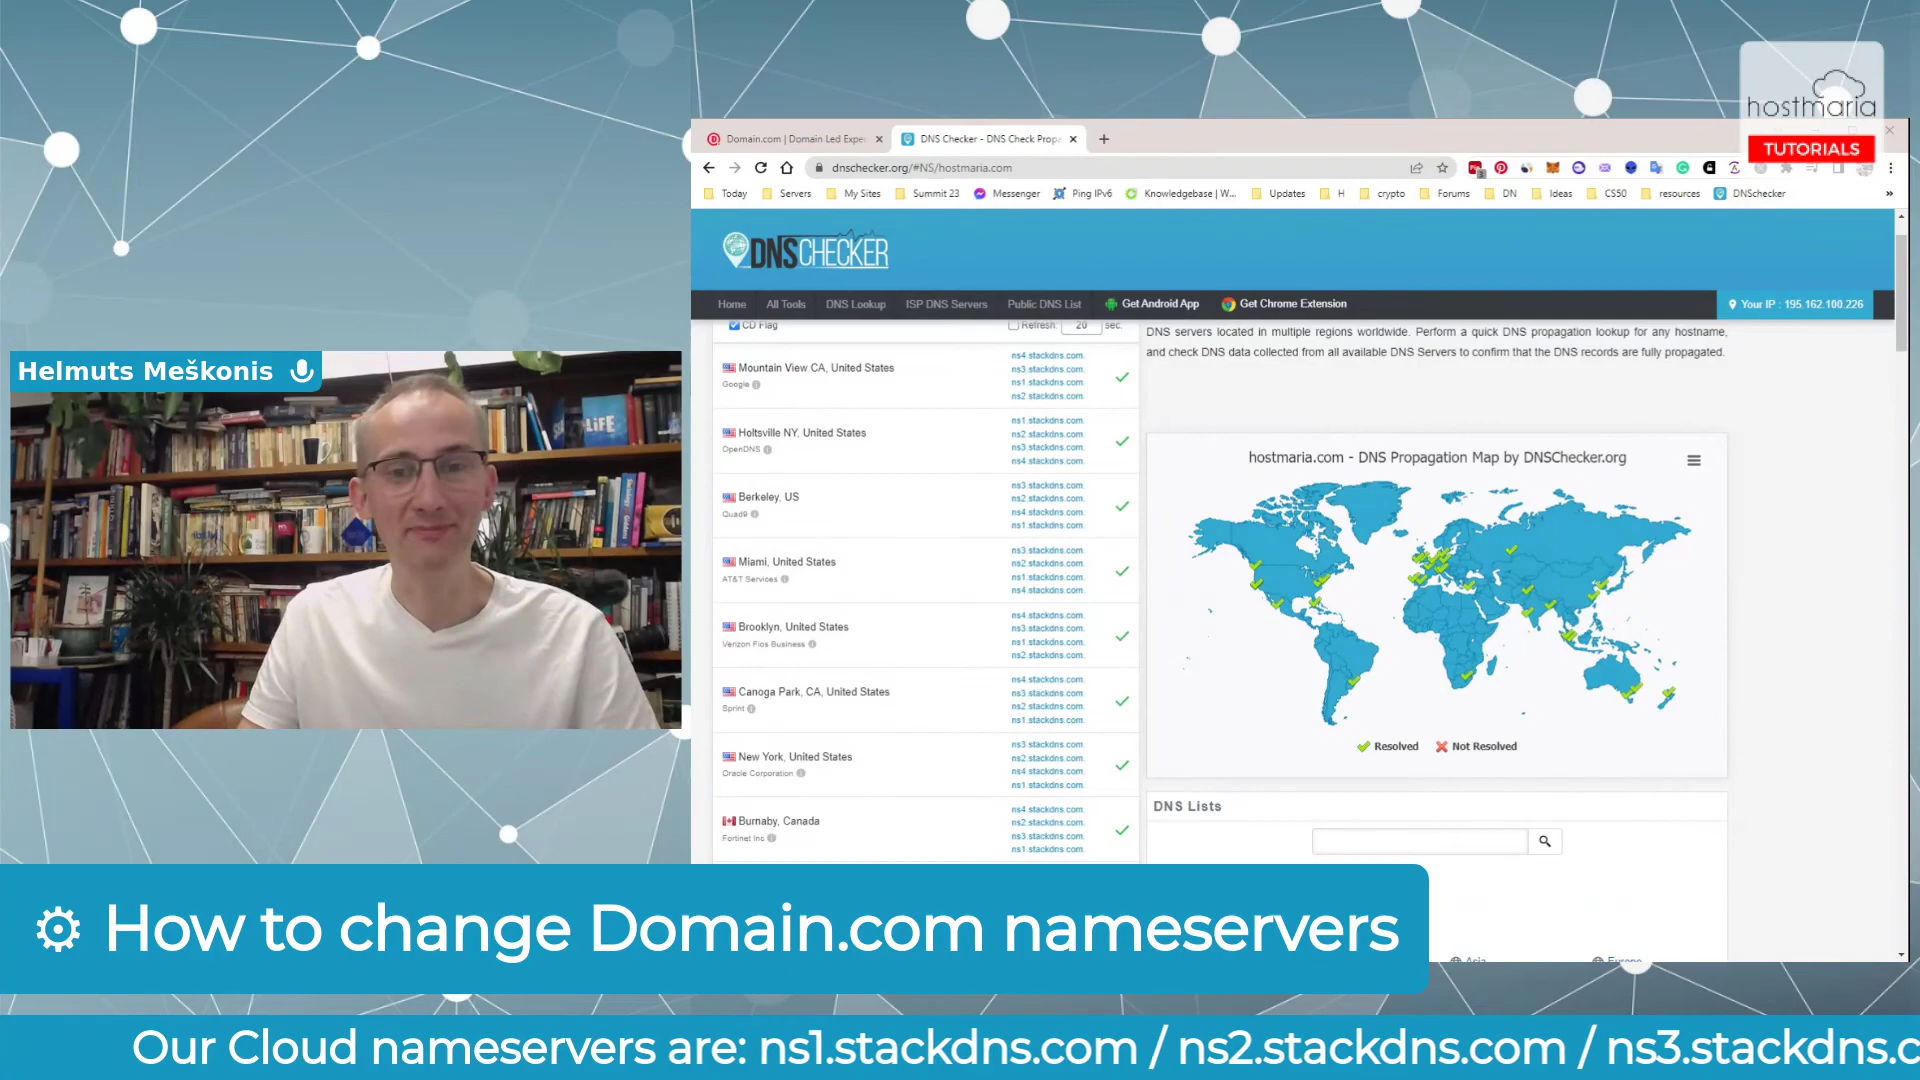 hostmaria
TUTORIALS
Domain.com | Domain Led Expe
DNS Checker - DNS Check Propa
dnschecker.org/#NS/hostmaria.com
Today
Servers
My Sites
Summit 23
Messenger
Ping IPv6
Knowledgebase | W...
Updates
H
crypto
Forums
DN
Ideas
CS50
resources
DNSchecker
»
DNSCHECKER
Home
All Tools
DNS Lookup
ISP DNS Servers
Public DNS List
Get Android App
Get Chrome Extension
Your IP : 195.162.100.226
CD Flag
Refresh: 20 sec.
Mountain View CA, United States
Google
ns4.stackdns.com.
ns3.stackdns.com.
ns1.stackdns.com.
ns2.stackdns.com.
Holtsville NY, United States
OpenDNS
ns1.stackdns.com.
ns2.stackdns.com.
ns3.stackdns.com.
ns4.stackdns.com.
Berkeley, US
Quad9
ns3.stackdns.com.
ns2.stackdns.com.
ns4.stackdns.com.
ns1.stackdns.com.
Miami, United States
AT&T Services
ns3.stackdns.com.
ns2.stackdns.com.
ns1.stackdns.com.
ns4.stackdns.com.
Brooklyn, United States
Verizon Fios Business
ns4.stackdns.com.
ns3.stackdns.com.
ns1.stackdns.com.
ns2.stackdns.com.
Canoga Park, CA, United States
Sprint
ns4.stackdns.com.
ns3.stackdns.com.
ns2.stackdns.com.
ns1.stackdns.com.
New York, United States
Oracle Corporation
ns3.stackdns.com.
ns2.stackdns.com.
ns4.stackdns.com.
ns1.stackdns.com.
Burnaby, Canada
Fortinet Inc
ns4.stackdns.com.
ns2.stackdns.com.
ns3.stackdns.com.
ns1.stackdns.com.
DNS servers located in multiple regions worldwide. Perform a quick DNS propagation lookup for any hostname,
and check DNS data collected from all available DNS Servers to confirm that the DNS records are fully propagated.
hostmaria.com - DNS Propagation Map by DNSChecker.org
Resolved
Not Resolved
DNS Lists
Asia
Europe
Helmuts Meškonis
LiFE
How to change Domain.com nameservers
Our Cloud nameservers are: ns1.stackdns.com / ns2.stackdns.com / ns3.stackdns.c